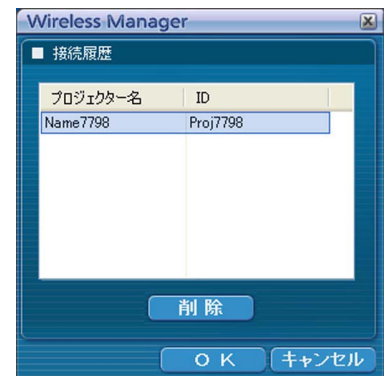 Wireless Manager
■ 接続履歴
プロジェクター名 ID
Name7798 Proj7798
削 除
O K キャンセル